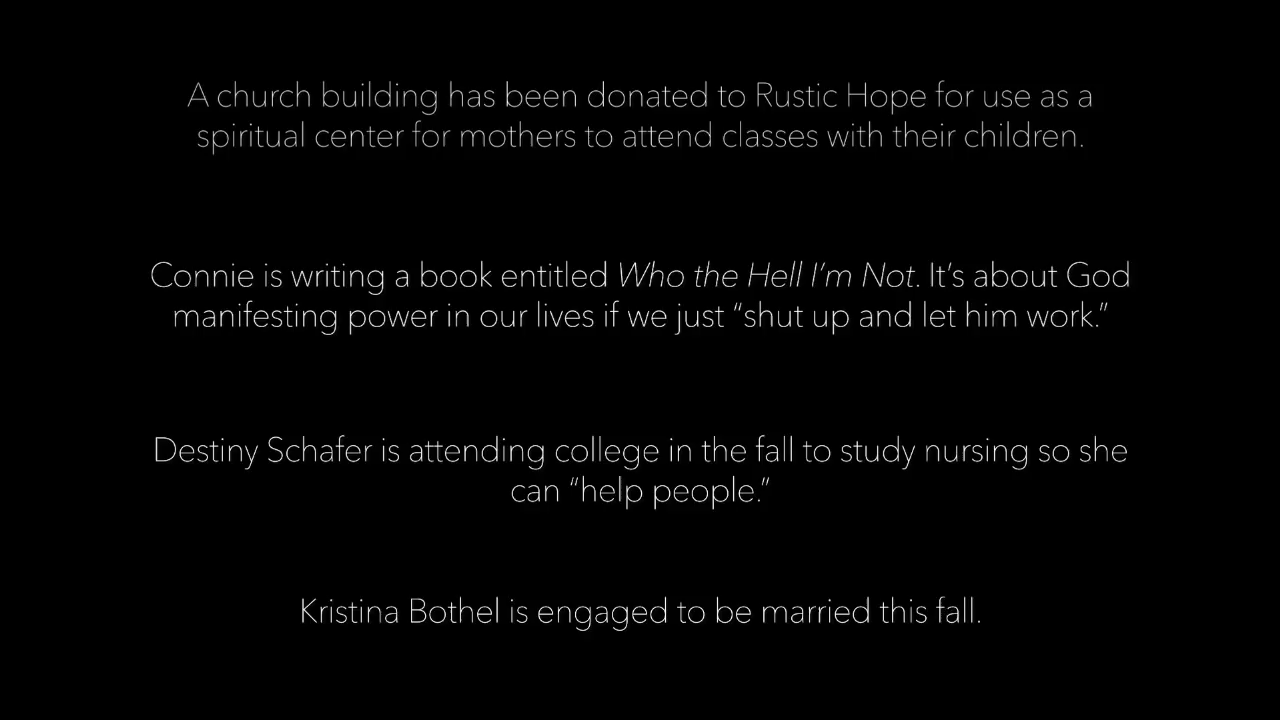 A church building has been donated to Rustic Hope for use as a
spiritual center for mothers to attend classes with their children.
Connie is writing a book entitled Who the Hell I’m Not. It’s about God
manifesting power in our lives if we just “shut up and let him work.”
Destiny Schafer is attending college in the fall to study nursing so she
can “help people.”
Kristina Bothel is engaged to be married this fall.